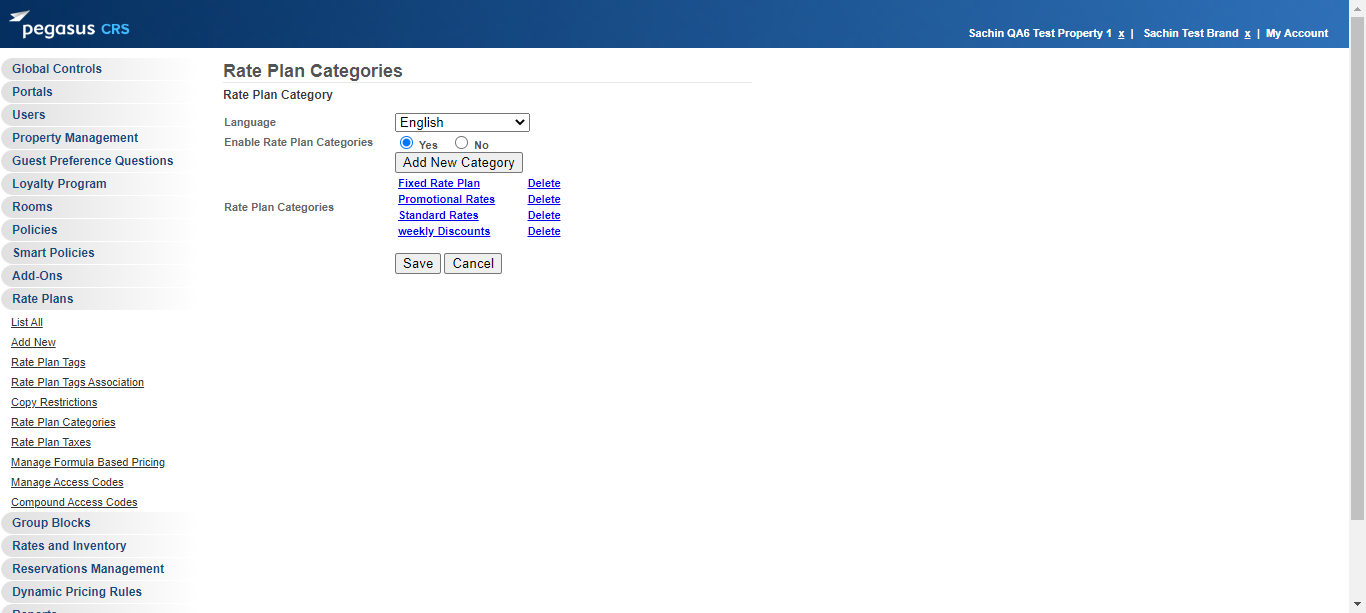 pegasus CRS
Sachin QA6 Test Property 1 x | Sachin Test Brand x | My Account
Global Controls
Portals
Users
Property Management
Guest Preference Questions
Loyalty Program
Rooms
Policies
Smart Policies
Add-Ons
Rate Plans
List All
Add New
Rate Plan Tags
Rate Plan Tags Association
Copy Restrictions
Rate Plan Categories
Rate Plan Taxes
Manage Formula Based Pricing
Manage Access Codes
Compound Access Codes
Group Blocks
Rates and Inventory
Reservations Management
Dynamic Pricing Rules
Reports
Rate Plan Categories
Rate Plan Category
Language English
Enable Rate Plan Categories Yes No
Add New Category
Rate Plan Categories
Fixed Rate Plan Delete
Promotional Rates Delete
Standard Rates Delete
weekly Discounts Delete
Save Cancel